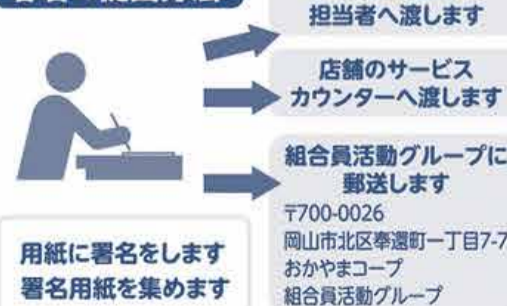 担当者へ渡します
店舗のサービス
カウンターへ渡します
組合員活動グループに
郵送します
〒700-0026
岡山市北区奉還町一丁目7-7
おかやまコープ
組合員活動グループ
用紙に署名をします
署名用紙を集めます